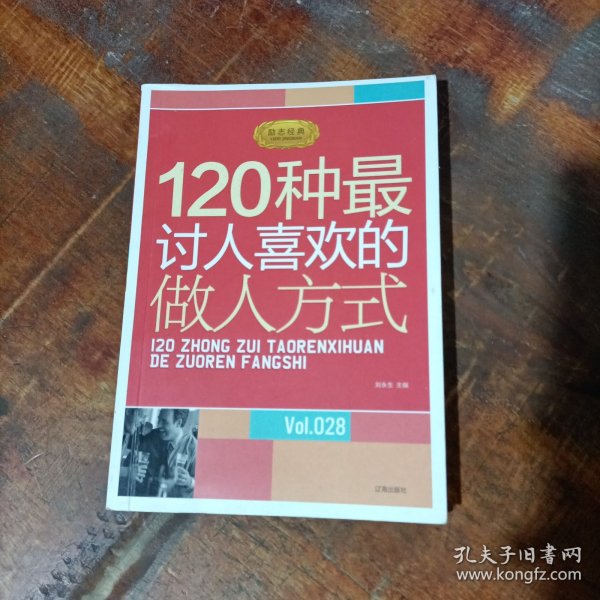 励志经典
120种最
讨人喜欢的
做人方式
120 ZHONG ZUI TAORENXIHUAN
DE ZUOREN FANGSHI
刘永生 主编
Vol.028
辽海出版社
孔夫子旧书网
www.kongfz.com